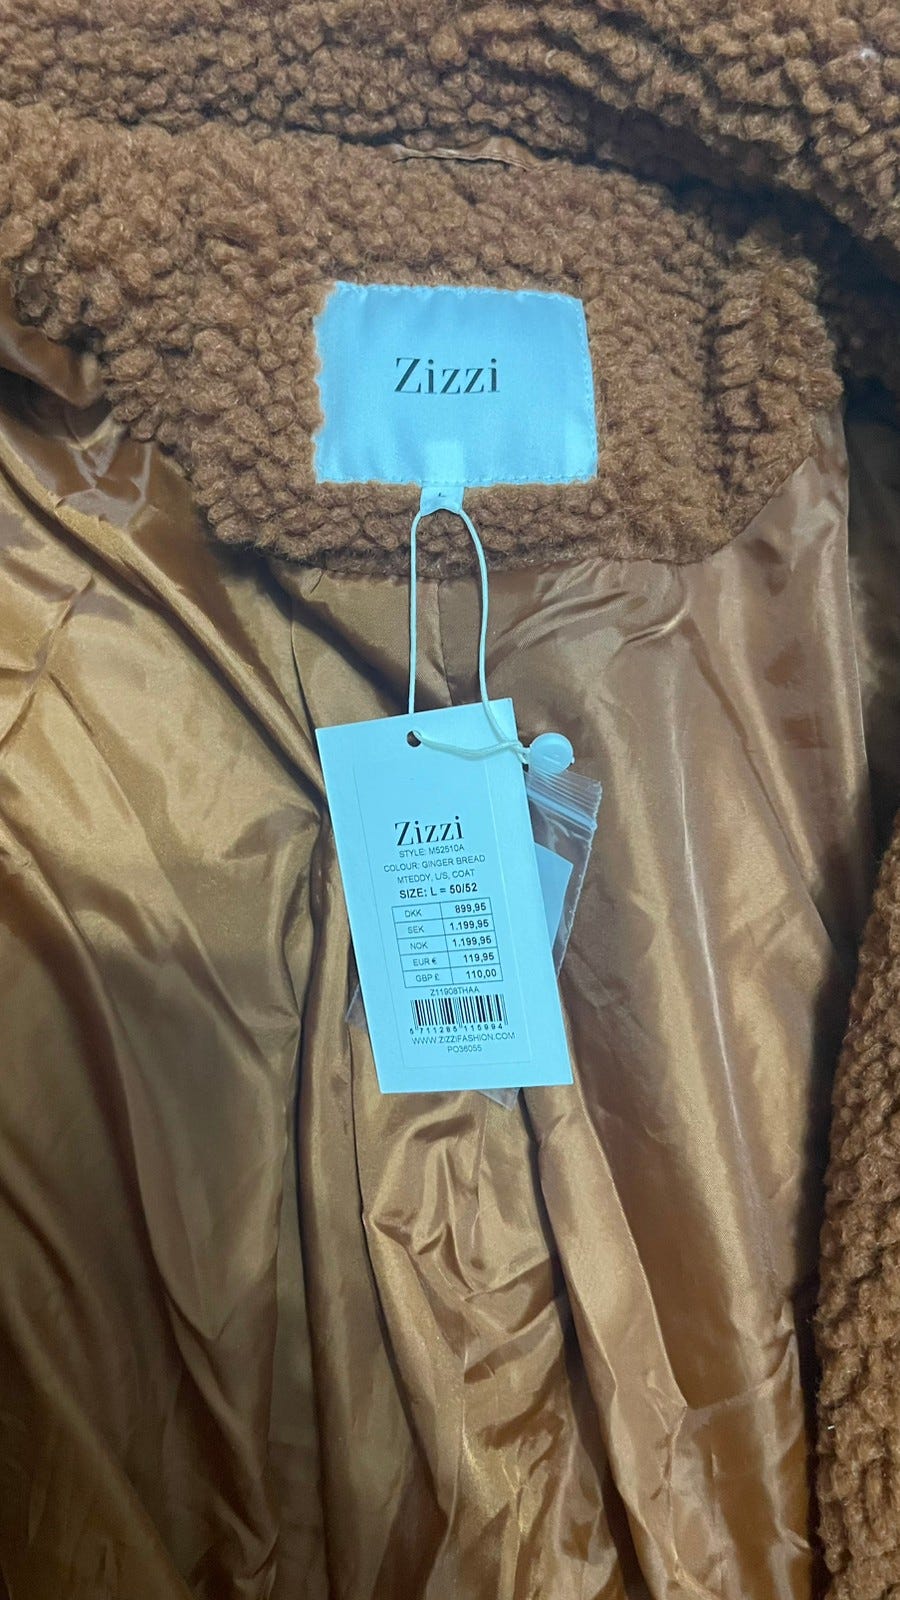 Zizzi
L
Zizzi
STYLE: M52510A
COLOUR: GINGER BREAD
MTEDDY, L/S, COAT
SIZE: L = 50/52
DKK 899,95
SEK 1.199,95
NOK 1.199,95
EUR € 119,95
GBP £ 110,00
Z11908THAA
5 711285 115994
WWW.ZIZZIFASHION.COM
PO36055